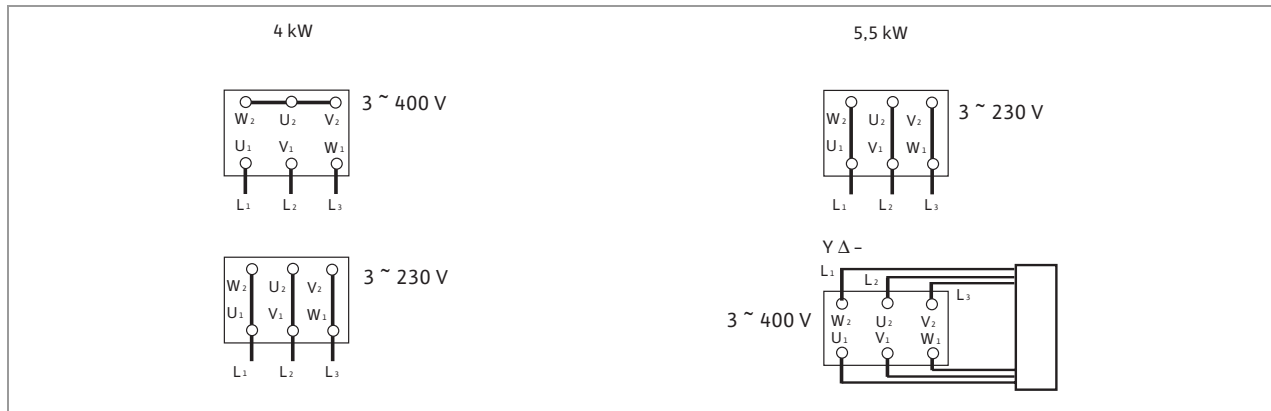 4 kW
3 ~ 400 V
W2 U2 V2
U1 V1 W1
L1 L2 L3
3 ~ 230 V
W2 U2 V2
U1 V1 W1
L1 L2 L3
5,5 kW
3 ~ 230 V
W2 U2 V2
U1 V1 W1
L1 L2 L3
Y Δ –
L1
L2
L3
3 ~ 400 V
W2 U2 V2
U1 V1 W1